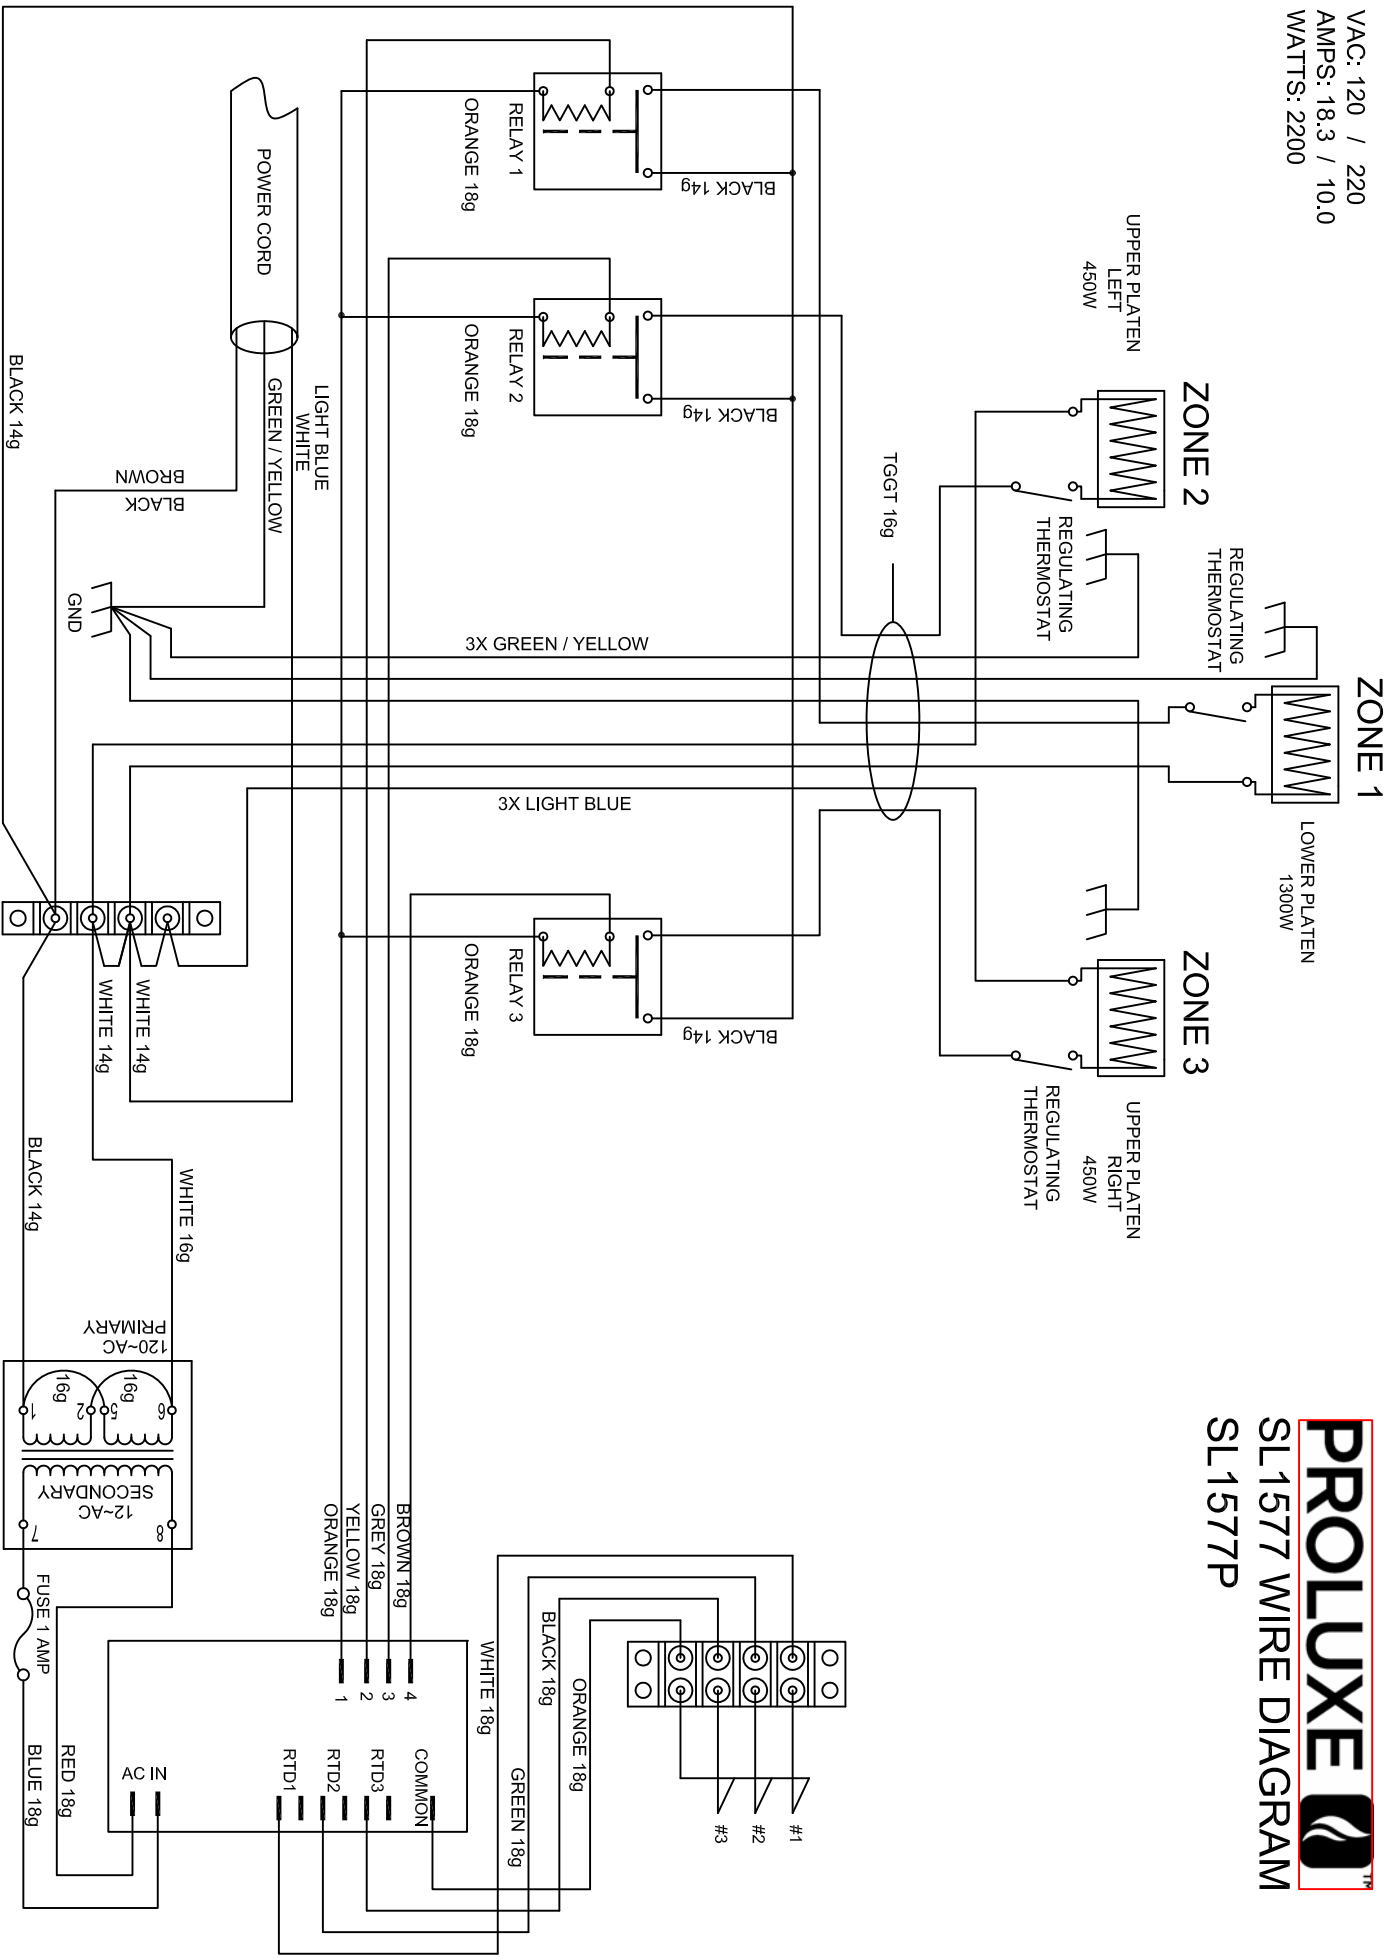 VAC: 120 / 220
AMPS: 18.3 / 10.0
WATTS: 2200
PROLUXE
TM
SL1577 WIRE DIAGRAM
SL1577P
ZONE 1
LOWER PLATEN
1300W
REGULATING
THERMOSTAT
ZONE 2
UPPER PLATEN
LEFT
450W
REGULATING
THERMOSTAT
ZONE 3
UPPER PLATEN
RIGHT
450W
REGULATING
THERMOSTAT
TGGT 16g
BLACK 14g
RELAY 1
ORANGE 18g
BLACK 14g
RELAY 2
ORANGE 18g
BLACK 14g
RELAY 3
ORANGE 18g
3X GREEN / YELLOW
3X LIGHT BLUE
POWER CORD
LIGHT BLUE
WHITE
GREEN / YELLOW
BROWN
BLACK
GND
BLACK 14g
WHITE 14g
WHITE 14g
BLACK 14g
WHITE 16g
120~AC
PRIMARY
16g
16g
1
2
5
6
12~AC
SECONDARY
7
8
FUSE 1 AMP
RED 18g
BLUE 18g
BROWN 18g
GREY 18g
YELLOW 18g
ORANGE 18g
4
3
2
1
COMMON
RTD3
RTD2
RTD1
AC IN
WHITE 18g
GREEN 18g
BLACK 18g
ORANGE 18g
#1
#2
#3